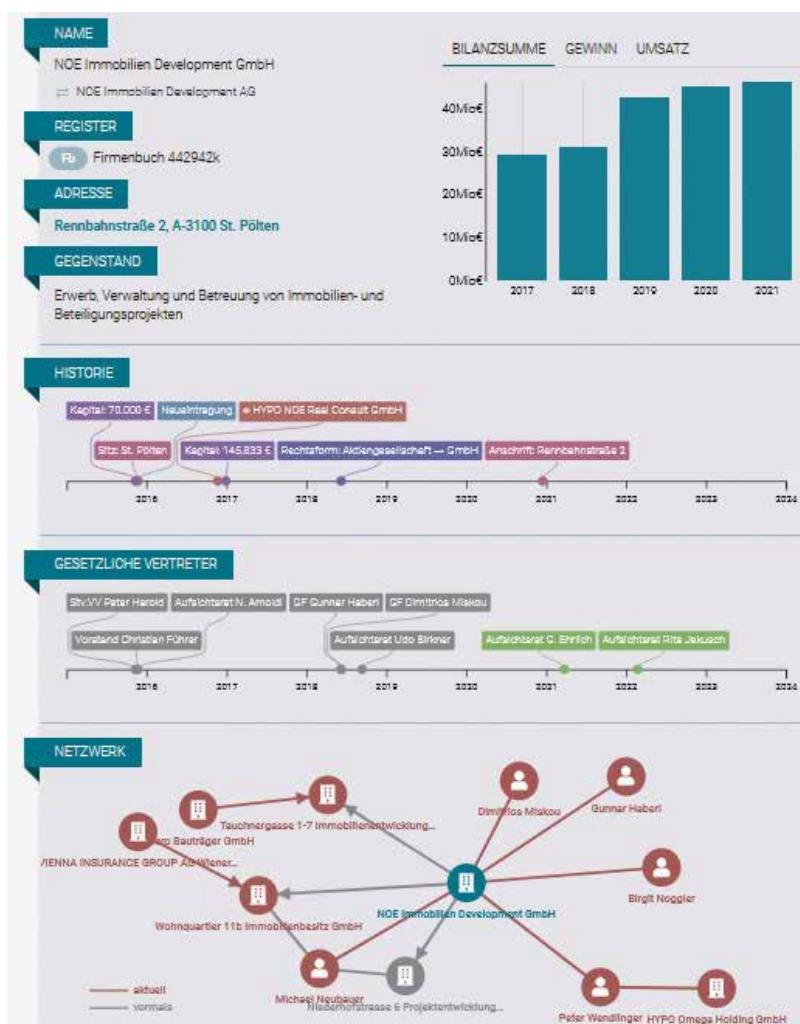 NAME
NOE Immobilien Development GmbH
NOE Immobilien Development AG
REGISTER
Fb Firmenbuch 442942k
ADRESSE
Rennbahnstraße 2, A-3100 St. Pölten
GEGENSTAND
Erwerb, Verwaltung und Betreuung von Immobilien- und
Beteiligungsprojekten
BILANZSUMME GEWINN UMSATZ
40Mio€
30Mio€
20Mio€
10Mio€
0Mio€
2017 2018 2019 2020 2021
HISTORIE
Kapital: 70.000 € Neueintragung HYPO NOE Real Consult GmbH
Sitz: St. Pölten Kapital: 145.833 € Rechtsform: Aktiengesellschaft → GmbH Anschrift: Rennbahnstraße 2
2016 2017 2018 2019 2020 2021 2022 2023 2024
GESETZLICHE VERTRETER
Stv.VV Peter Harold Aufsichtsrat N. Arnoldi GF Gunnar Haberl GF Dimitrios Miskou
Vorstand Christian Führer Aufsichtsrat Udo Birkner Aufsichtsrat G. Ehrlich Aufsichtsrat Rita Jekusch
2016 2017 2018 2019 2020 2021 2022 2023 2024
NETZWERK
Dimitrios Miskou
Gunnar Haberl
Tauchnergasse 1-7 Immobilienentwicklung...
Bauträger GmbH
VIENNA INSURANCE GROUP AG Wiener...
Birgit Noggler
NOE Immobilien Development GmbH
Wohnquartier 11b Immobilienbesitz GmbH
aktuell
vormals
Michael Neubauer
Niederhofstrasse 6 Projektentwicklung...
Peter Wendlinger HYPO Omega Holding GmbH